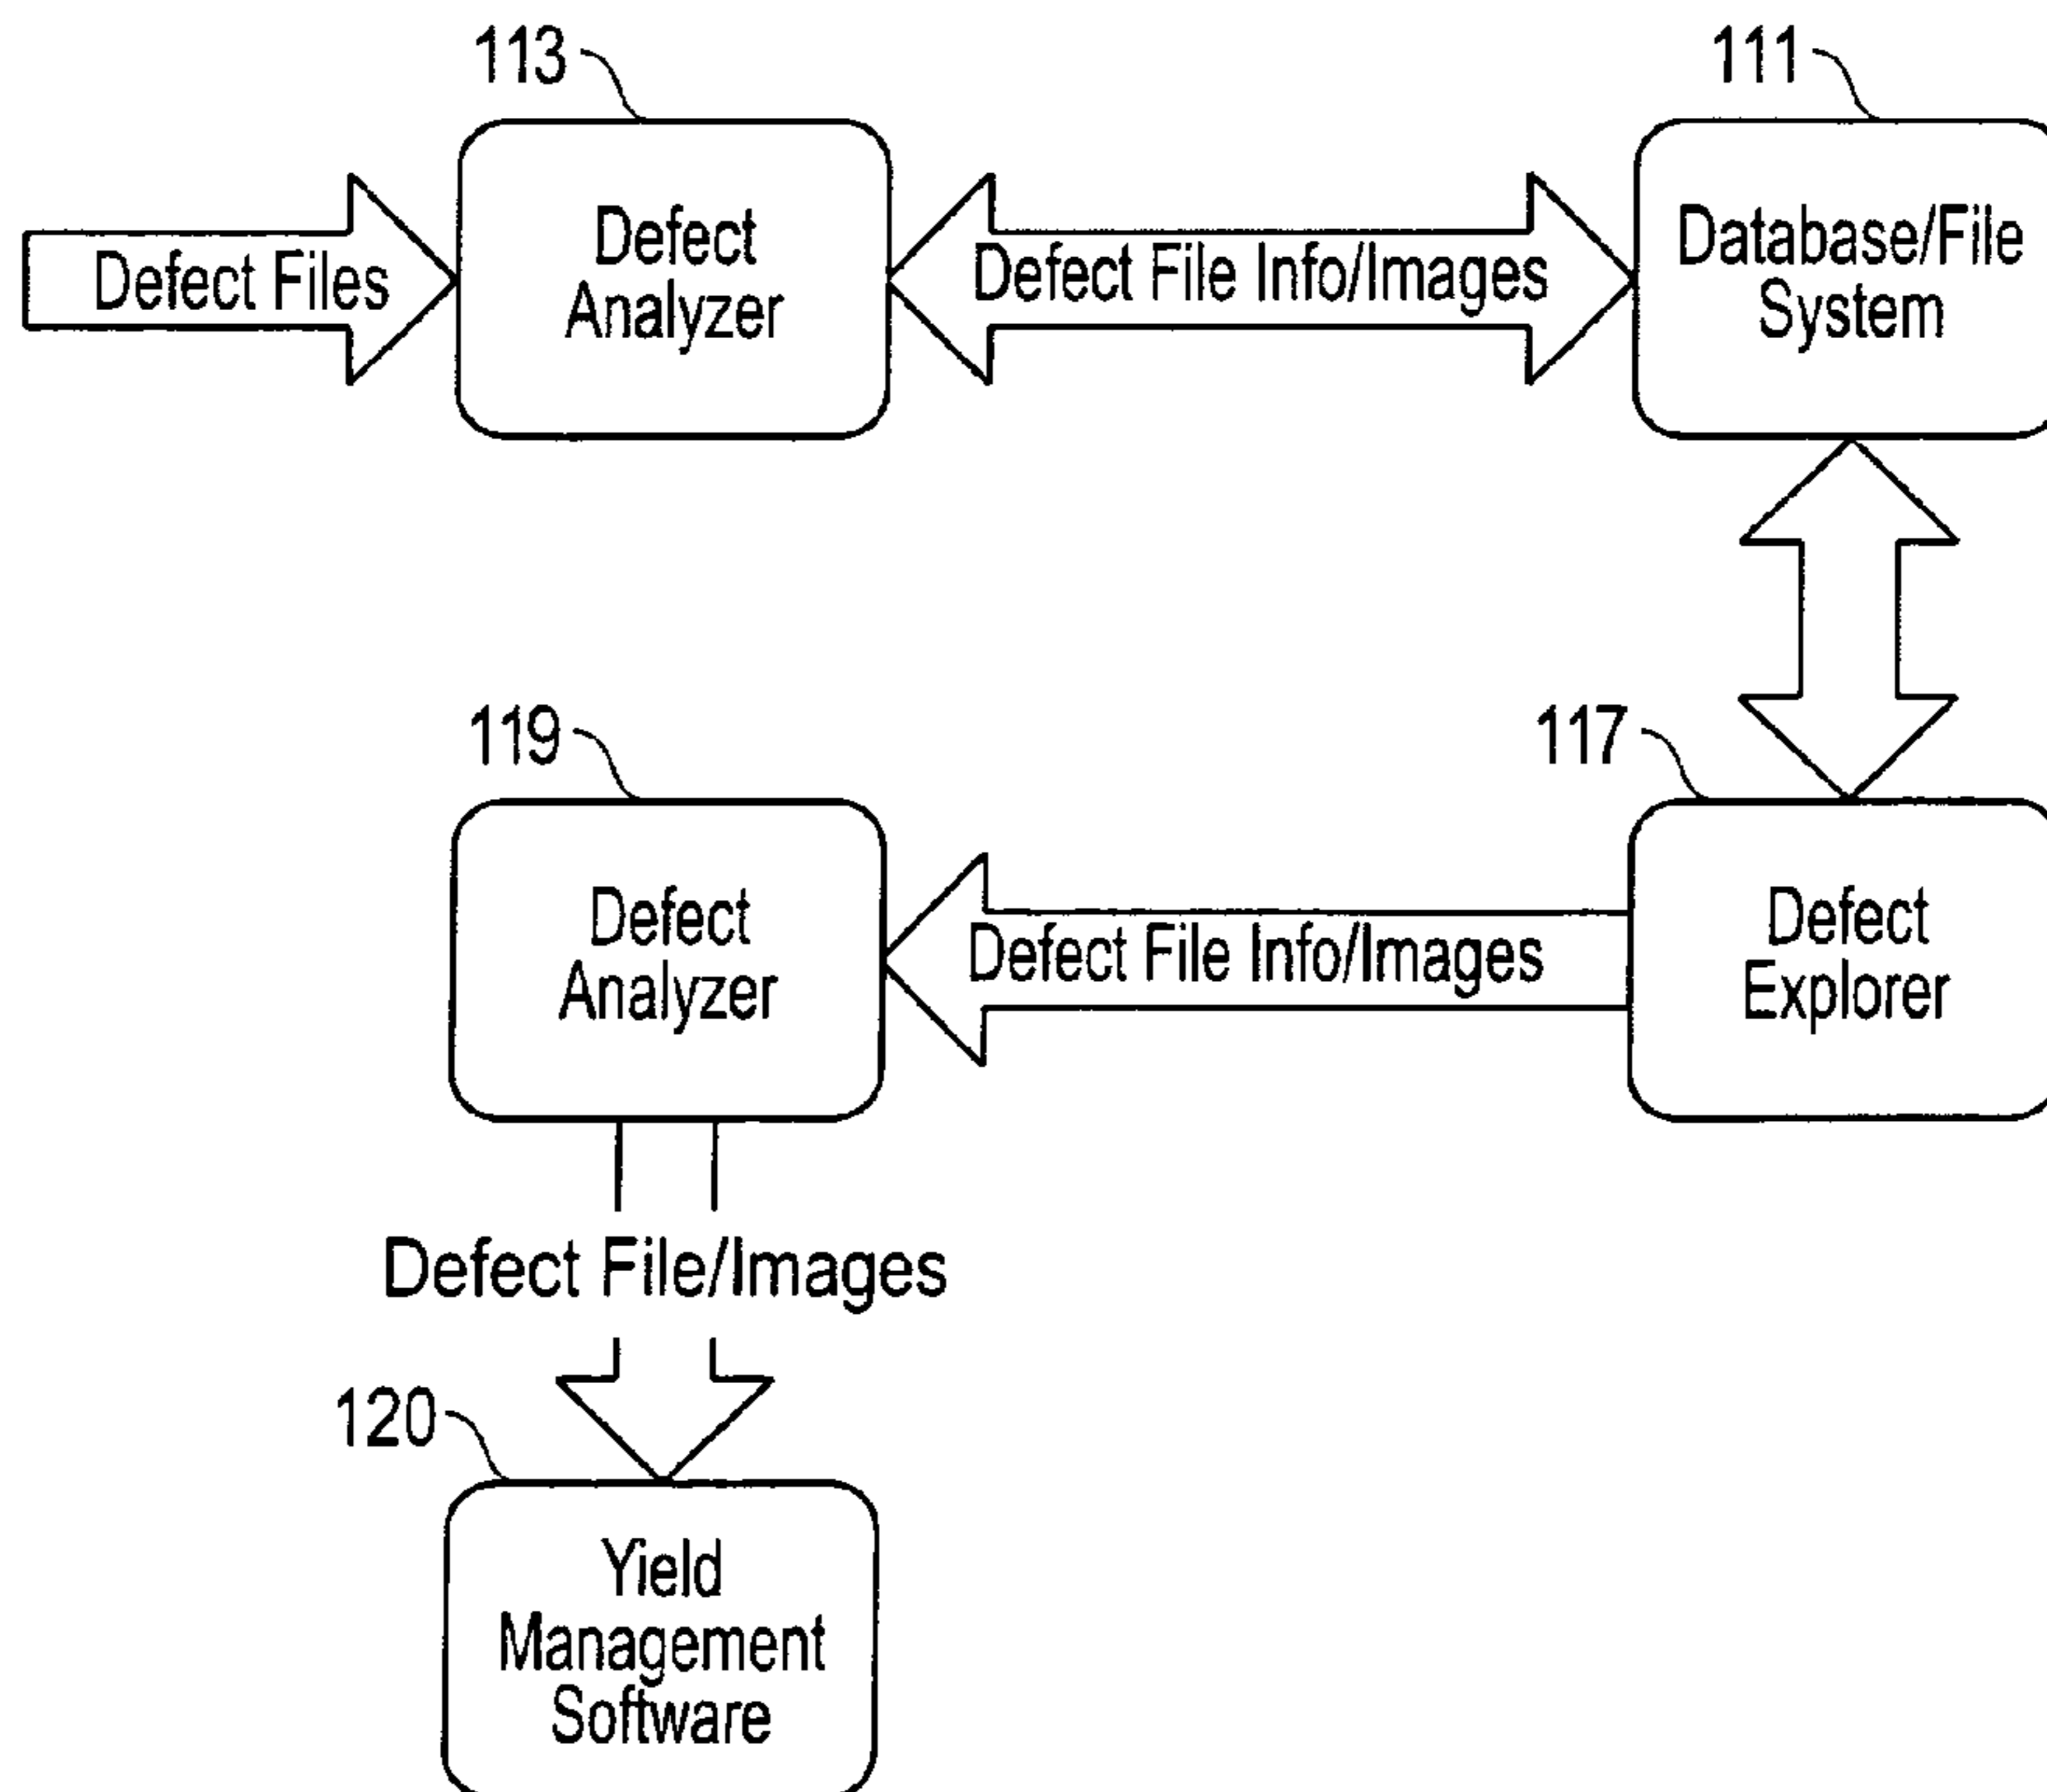 113
111
Defect Files
Defect
Analyzer
Defect File Info/Images
Database/File
System
119
117
Defect
Analyzer
Defect File Info/Images
Defect
Explorer
Defect File/Images
120
Yield
Management
Software